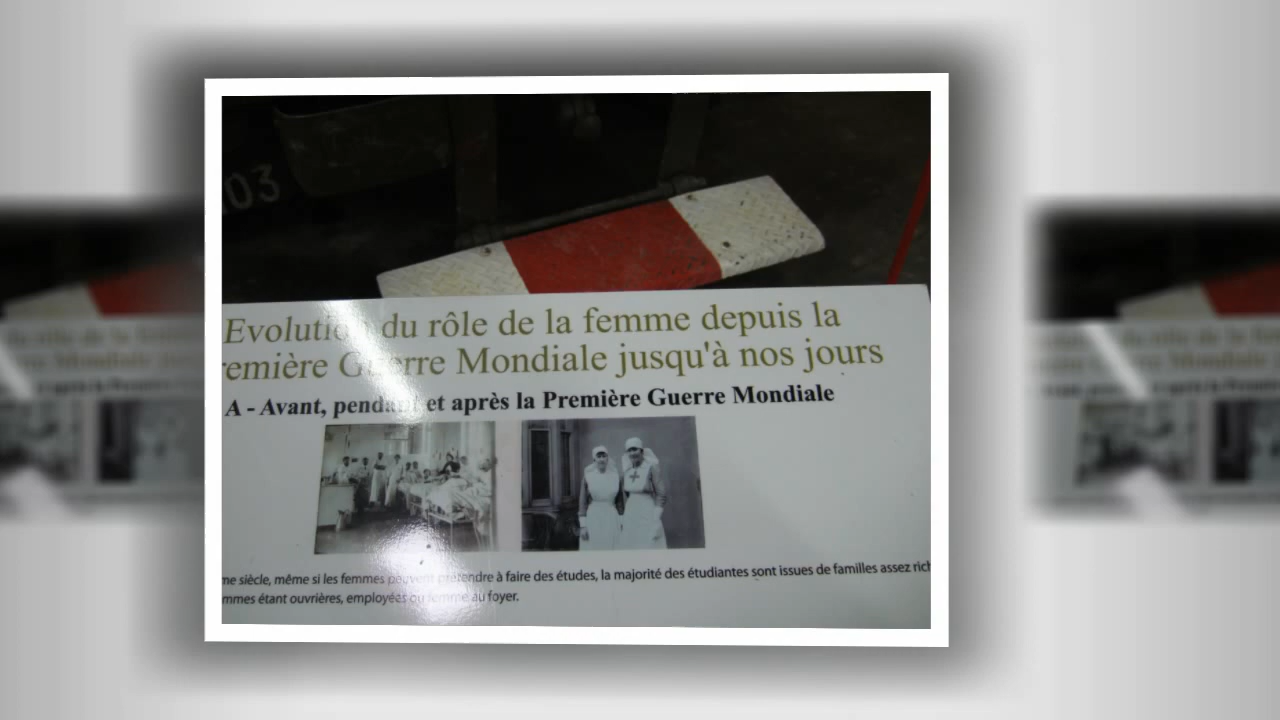 03
Evolution du rôle de la femme depuis la
remière Guerre Mondiale jusqu'à nos jours
A - Avant, pendant et après la Première Guerre Mondiale
me siècle, même si les femmes peuvent prétendre à faire des études, la majorité des étudiantes sont issues de familles assez rich
mmes étant ouvrières, employées ou femme au foyer.